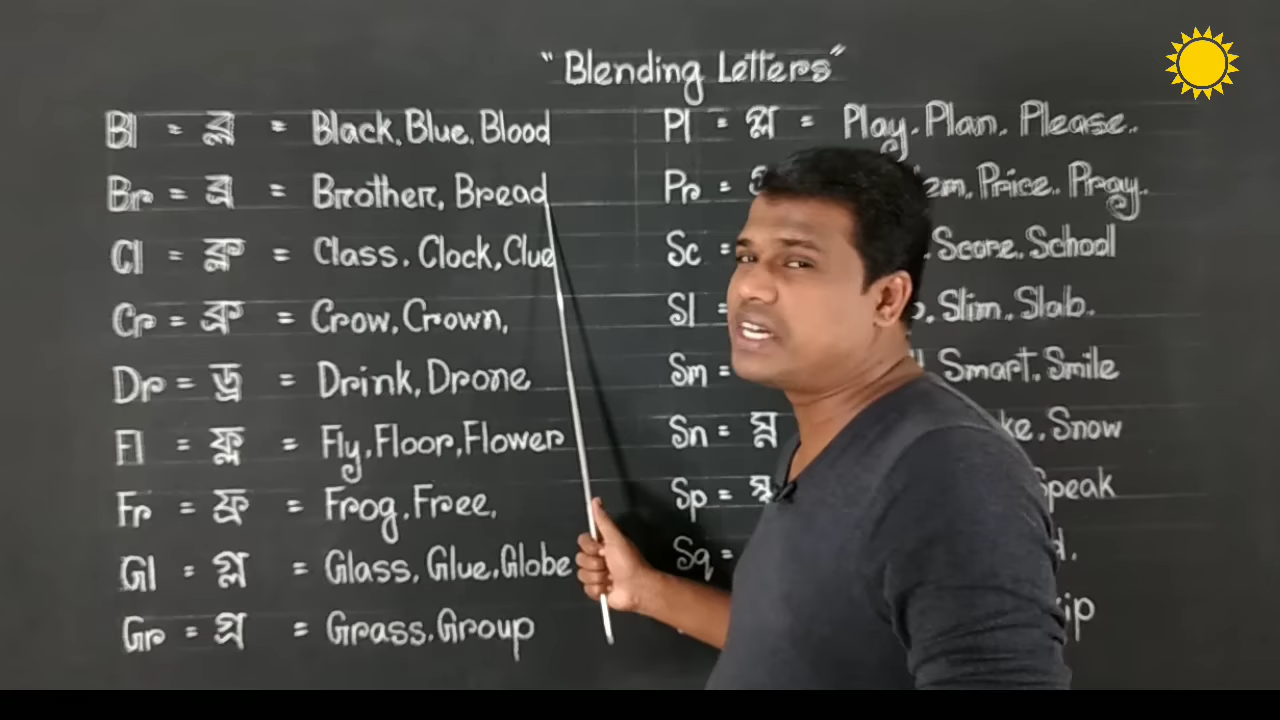 "Blending Letters"
Bl = ব্ল = Black, Blue, Blood
Br = ব্র = Brother, Bread
Cl = ক্ল = Class, Clock, Clue
Cr = ক্র = Crow, Crown,
Dr = ড্র = Drink, Drone,
Fl = ফ্ল = Fly, Floor, Flower
Fr = ফ্র = Frog, Free,
Gl = গ্ল = Glass, Glue, Globe
Gr = গ্র = Grass, Group
Pl = প্ল = Play, Plan, Please.
Pr = Price, Pray.
Sc = Score, School
Sl = Slim, Slab.
Sm = Smart, Smile
Sn = স্ন Snow
Sp = স্প Speak
Sq =